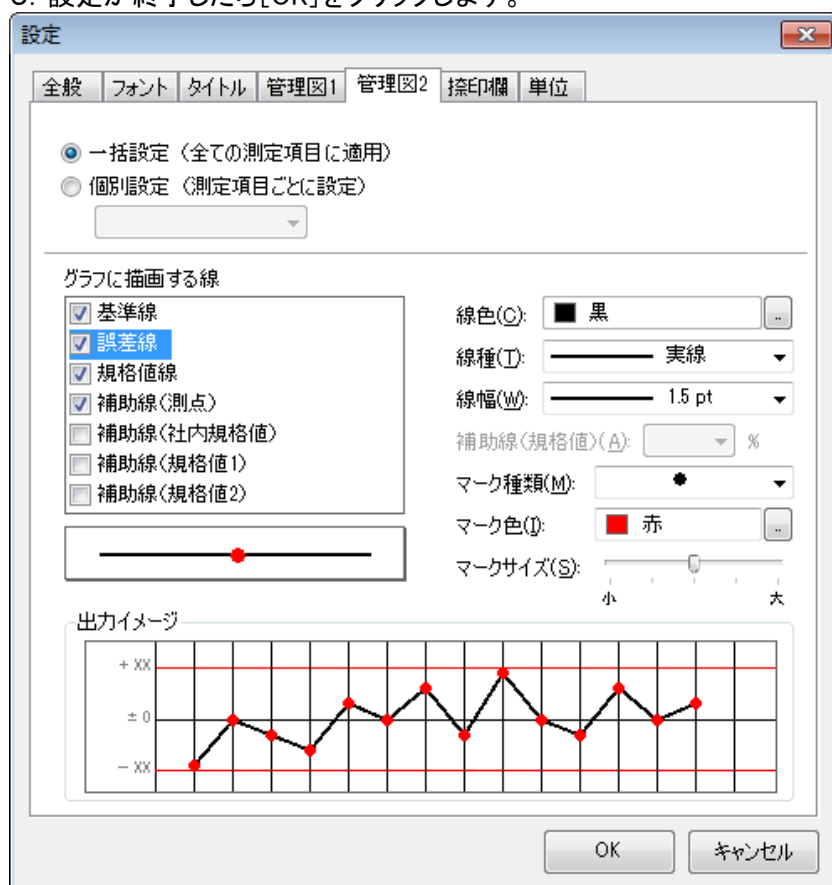 設定が終了したら[OK]をクリックします。
設定
全般 フォント タイトル 管理図1 管理図2 捺印欄 単位
一括設定（全ての測定項目に適用）
個別設定（測定項目ごとに設定）
グラフに描画する線
基準線
誤差線
規格値線
補助線(測点)
補助線(社内規格値)
補助線(規格値1)
補助線(規格値2)
線色(C): 黒 ..
線種(T): 実線
線幅(W): 1.5 pt
補助線(規格値)(A): %
マーク種類(M):
マーク色(I): 赤 ..
マークサイズ(S):
小 大
出力イメージ
+ XX
± 0
− XX
OK キャンセル